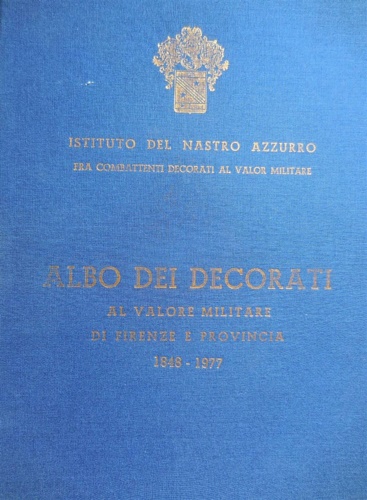 ISTITUTO DEL NASTRO AZZURRO
FRA COMBATTENTI DECORATI AL VALOR MILITARE
ALBO DEI DECORATI
AL VALORE MILITARE
DI FIRENZE E PROVINCIA
1848 - 1977